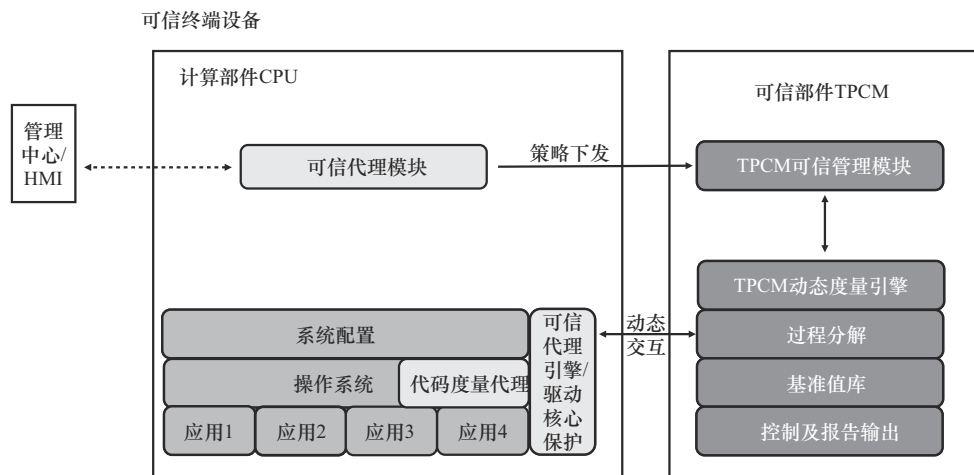 可信终端设备
计算部件CPU
可信部件TPCM
管理
中心/
HMI
可信代理模块
策略下发
TPCM可信管理模块
TPCM动态度量引擎
系统配置
可信
代理
引擎/
驱动
核心
保护
动态
交互
过程分解
操作系统
代码度量代理
基准值库
应用1
应用2
应用3
应用4
控制及报告输出